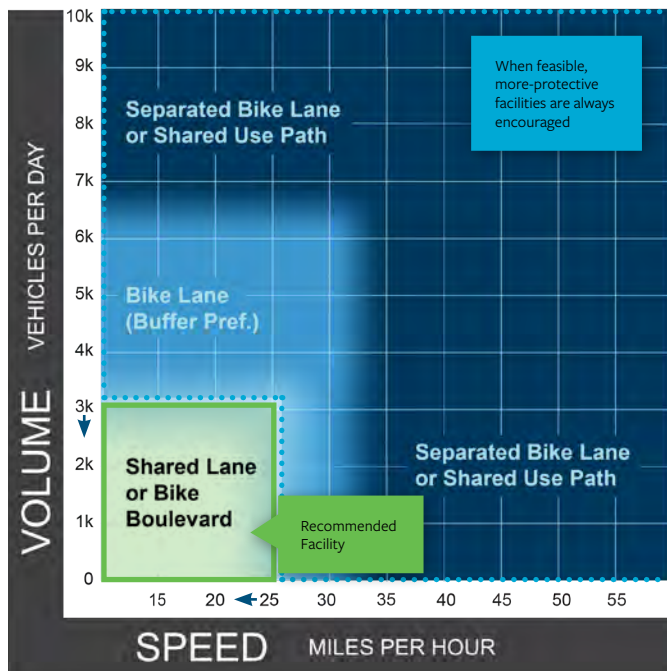 10k
9k
8k
7k
6k
5k
4k
3k
2k
1k
0
VOLUME VEHICLES PER DAY
When feasible,
more-protective
facilities are always
encouraged
Separated Bike Lane
or Shared Use Path
Bike Lane
(Buffer Pref.)
Shared Lane
or Bike
Boulevard
Recommended
Facility
Separated Bike Lane
or Shared Use Path
15 20 25 30 35 40 45 50 55
SPEED MILES PER HOUR